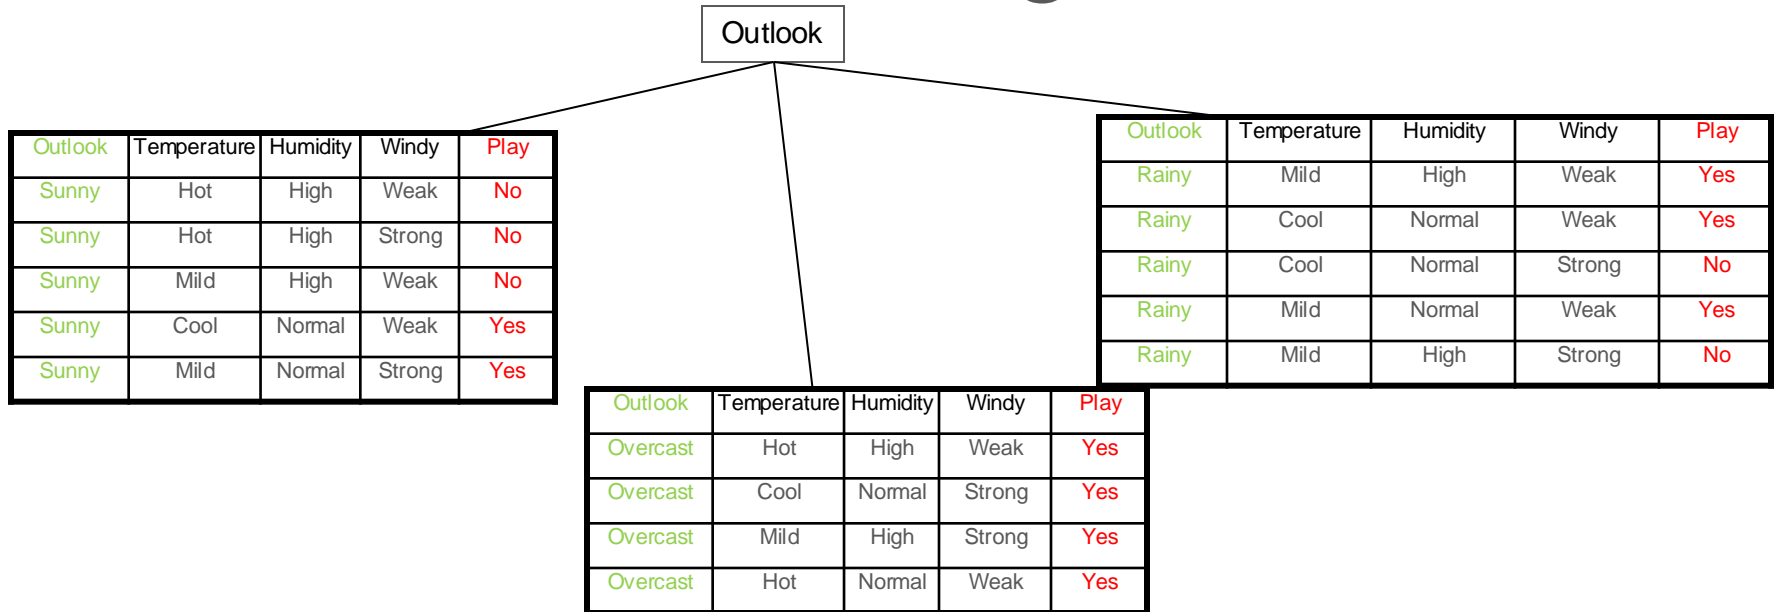 Outlook
Outlook Temperature Humidity Windy Play
Sunny Hot High Weak No
Sunny Hot High Strong No
Sunny Mild High Weak No
Sunny Cool Normal Weak Yes
Sunny Mild Normal Strong Yes
Outlook Temperature Humidity Windy Play
Overcast Hot High Weak Yes
Overcast Cool Normal Strong Yes
Overcast Mild High Strong Yes
Overcast Hot Normal Weak Yes
Outlook Temperature Humidity Windy Play
Rainy Mild High Weak Yes
Rainy Cool Normal Weak Yes
Rainy Cool Normal Strong No
Rainy Mild Normal Weak Yes
Rainy Mild High Strong No